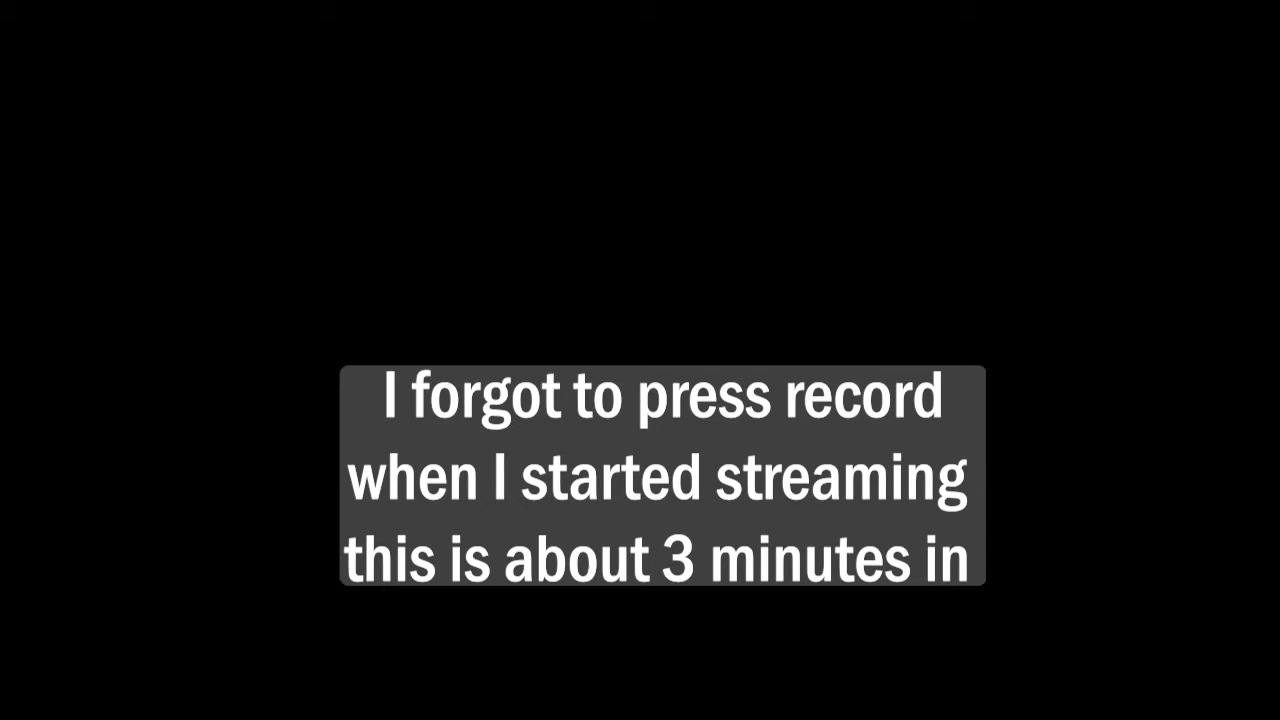 I forgot to press record
when I started streaming
this is about 3 minutes in